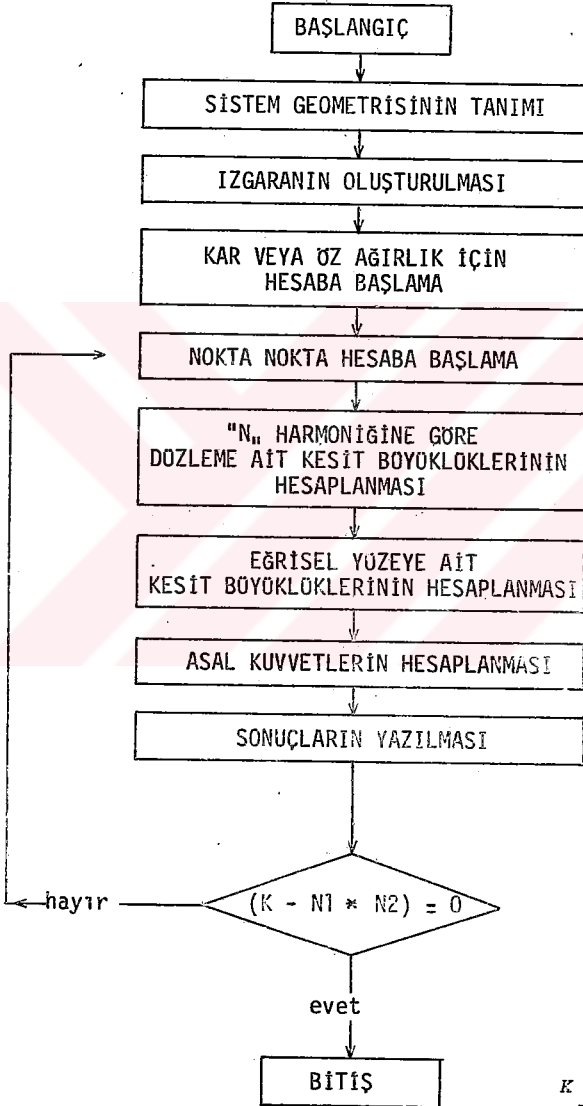 BAŞLANGIÇ
SİSTEM GEOMETRİSİNİN TANIMI
IZGARANIN OLUŞTURULMASI
KAR VEYA ÖZ AĞIRLIK İÇİN
HESABA BAŞLAMA
NOKTA NOKTA HESABA BAŞLAMA
"N„ HARMONİĞİNE GÖRE
DÜZLEME AİT KESİT BÜYÜKLÜKLERİNİN
HESAPLANMASI
EĞRİSEL YÜZEYE AİT
KESİT BÜYÜKLÜKLERİNİN HESAPLANMASI
ASAL KUVVETLERİN HESAPLANMASI
SONUÇLARIN YAZILMASI
hayır
(K - N1 * N2) = 0
evet
BİTİŞ
K